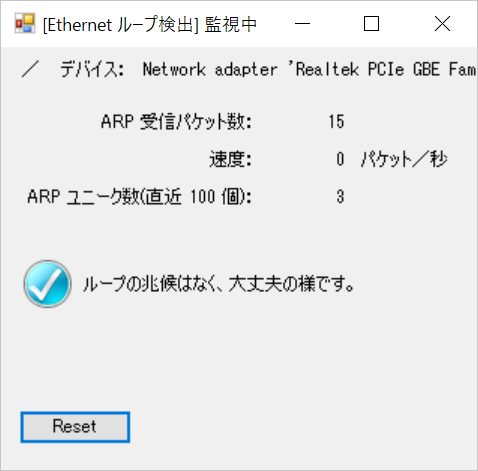 [Ethernet ループ検出] 監視中
／ デバイス: Network adapter 'Realtek PCIe GBE Fam
ARP 受信パケット数: 15
速度: 0 パケット／秒
ARP ユニーク数(直近 100 個): 3
ループの兆候はなく、大丈夫の様です。
Reset